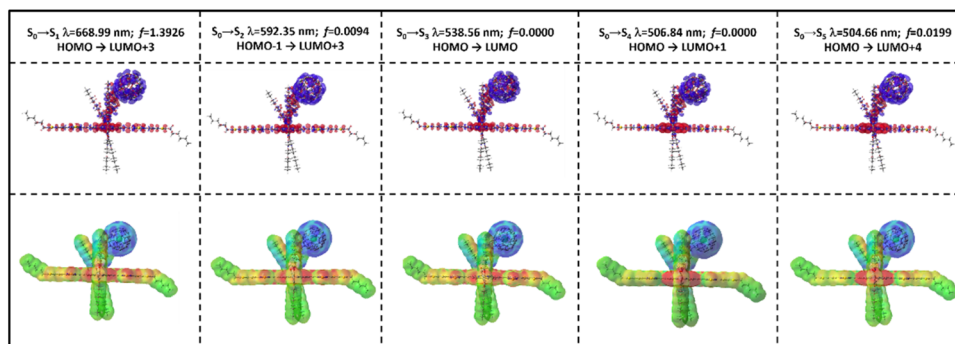 S₀→S₁ λ=668.99 nm; f=1.3926
HOMO → LUMO+3
S₀→S₂ λ=592.35 nm; f=0.0094
HOMO-1 → LUMO+3
S₀→S₃ λ=538.56 nm; f=0.0000
HOMO → LUMO
S₀→S₄ λ=506.84 nm; f=0.0000
HOMO → LUMO+1
S₀→S₅ λ=504.66 nm; f=0.0199
HOMO → LUMO+4